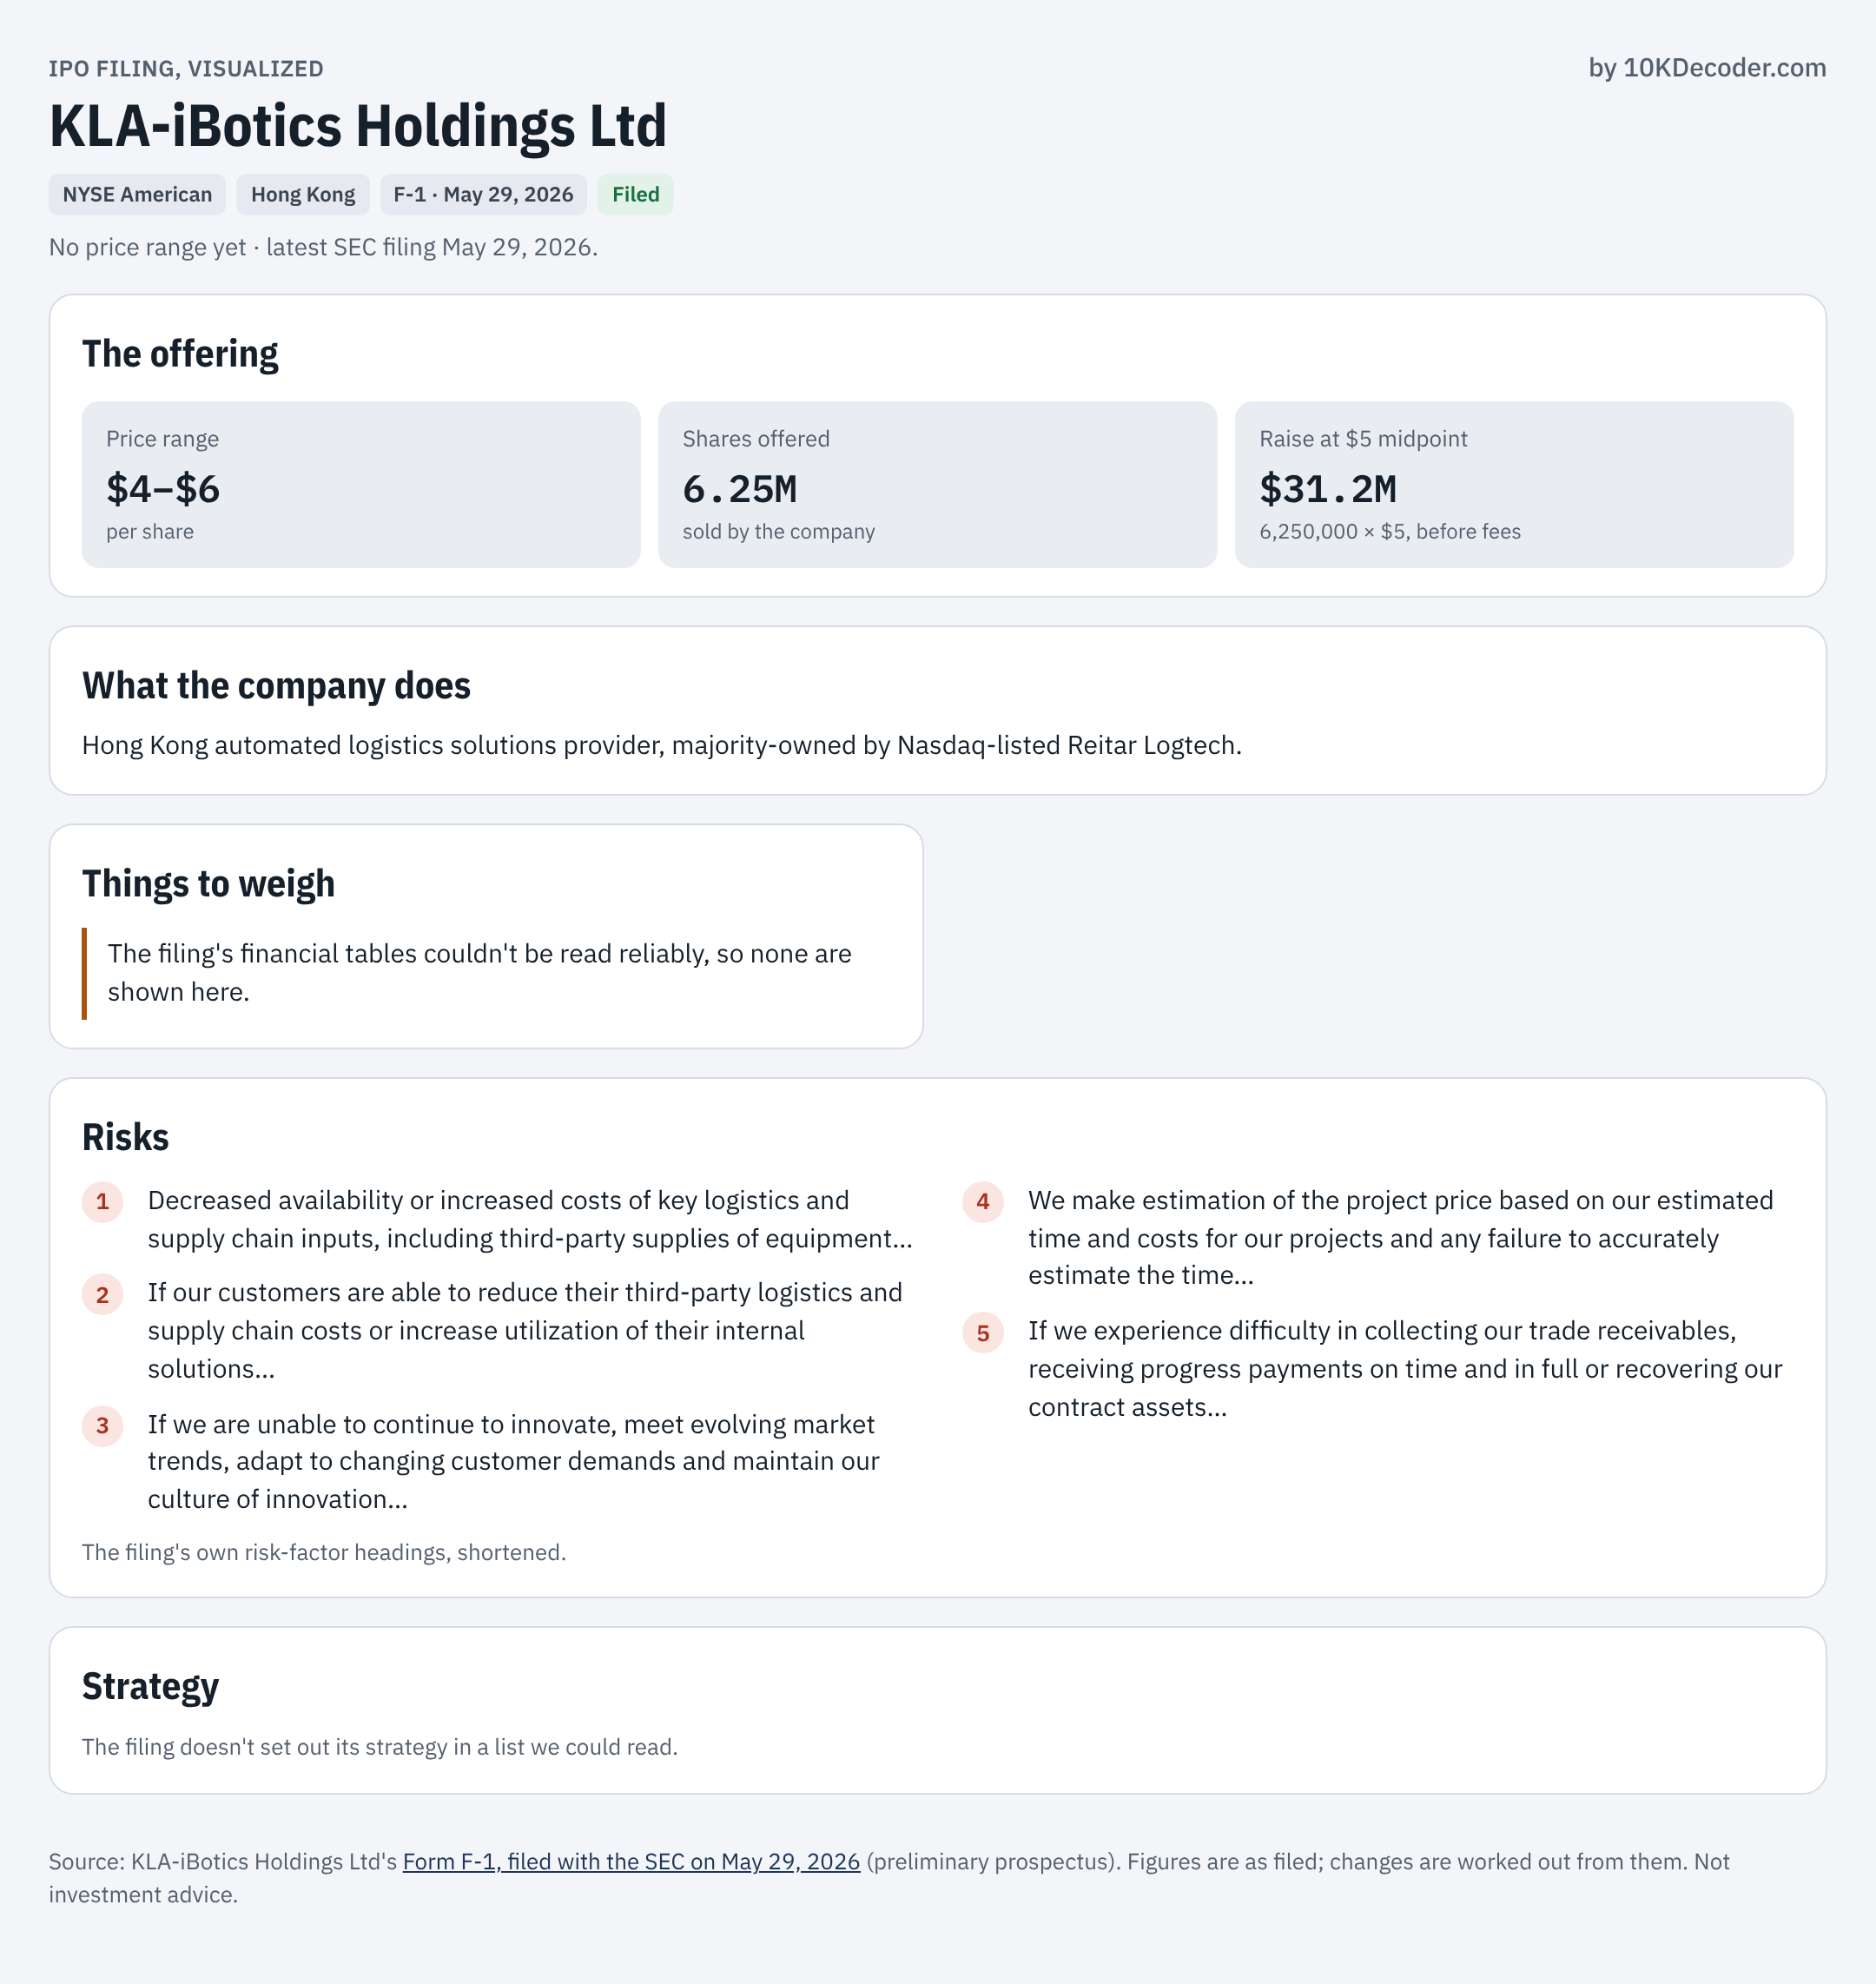 IPO FILING, VISUALIZED
by 10KDecoder.com
KLA-iBotics Holdings Ltd
NYSE American
Hong Kong
F-1 · May 29, 2026
Filed
No price range yet · latest SEC filing May 29, 2026.
The offering
Price range
$4–$6
per share
Shares offered
6.25M
sold by the company
Raise at $5 midpoint
$31.2M
6,250,000 × $5, before fees
What the company does
Hong Kong automated logistics solutions provider, majority-owned by Nasdaq-listed Reitar Logtech.
Things to weigh
The filing's financial tables couldn't be read reliably, so none are
shown here.
Risks
1 Decreased availability or increased costs of key logistics and
supply chain inputs, including third-party supplies of equipment…
2 If our customers are able to reduce their third-party logistics and
supply chain costs or increase utilization of their internal
solutions…
3 If we are unable to continue to innovate, meet evolving market
trends, adapt to changing customer demands and maintain our
culture of innovation…
4 We make estimation of the project price based on our estimated
time and costs for our projects and any failure to accurately
estimate the time…
5 If we experience difficulty in collecting our trade receivables,
receiving progress payments on time and in full or recovering our
contract assets…
The filing's own risk-factor headings, shortened.
Strategy
The filing doesn't set out its strategy in a list we could read.
Source: KLA-iBotics Holdings Ltd's Form F-1, filed with the SEC on May 29, 2026 (preliminary prospectus). Figures are as filed; changes are worked out from them. Not
investment advice.